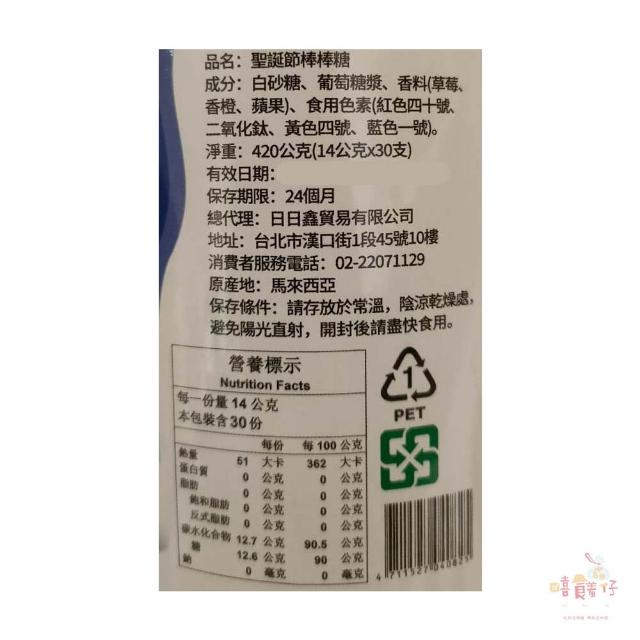 品名：聖誕節棒棒糖
成分：白砂糖、葡萄糖漿、香料(草莓、
香橙、蘋果)、食用色素(紅色四十號、
二氧化鈦、黃色四號、藍色一號)。
淨重：420公克(14公克x30支)
有效日期：
保存期限：24個月
總代理：日日鑫貿易有限公司
地址：台北市漢口街1段45號10樓
消費者服務電話：02-22071129
原産地：馬來西亞
保存條件：請存放於常溫，陰涼乾燥處，
避免陽光直射，開封後請盡快食用。
營養標示
Nutrition Facts
每一份量 14 公克
本包裝含 30 份
每份 每 100 公克
熱量 51 大卡 362 大卡
蛋白質 0 公克 0 公克
脂肪 0 公克 0 公克
飽和脂肪 0 公克 0 公克
反式脂肪 0 公克 0 公克
碳水化合物 12.7 公克 90.5 公克
糖 12.6 公克 90 公克
鈉 0 毫克 0 毫克
1
PET
4 711527 040825